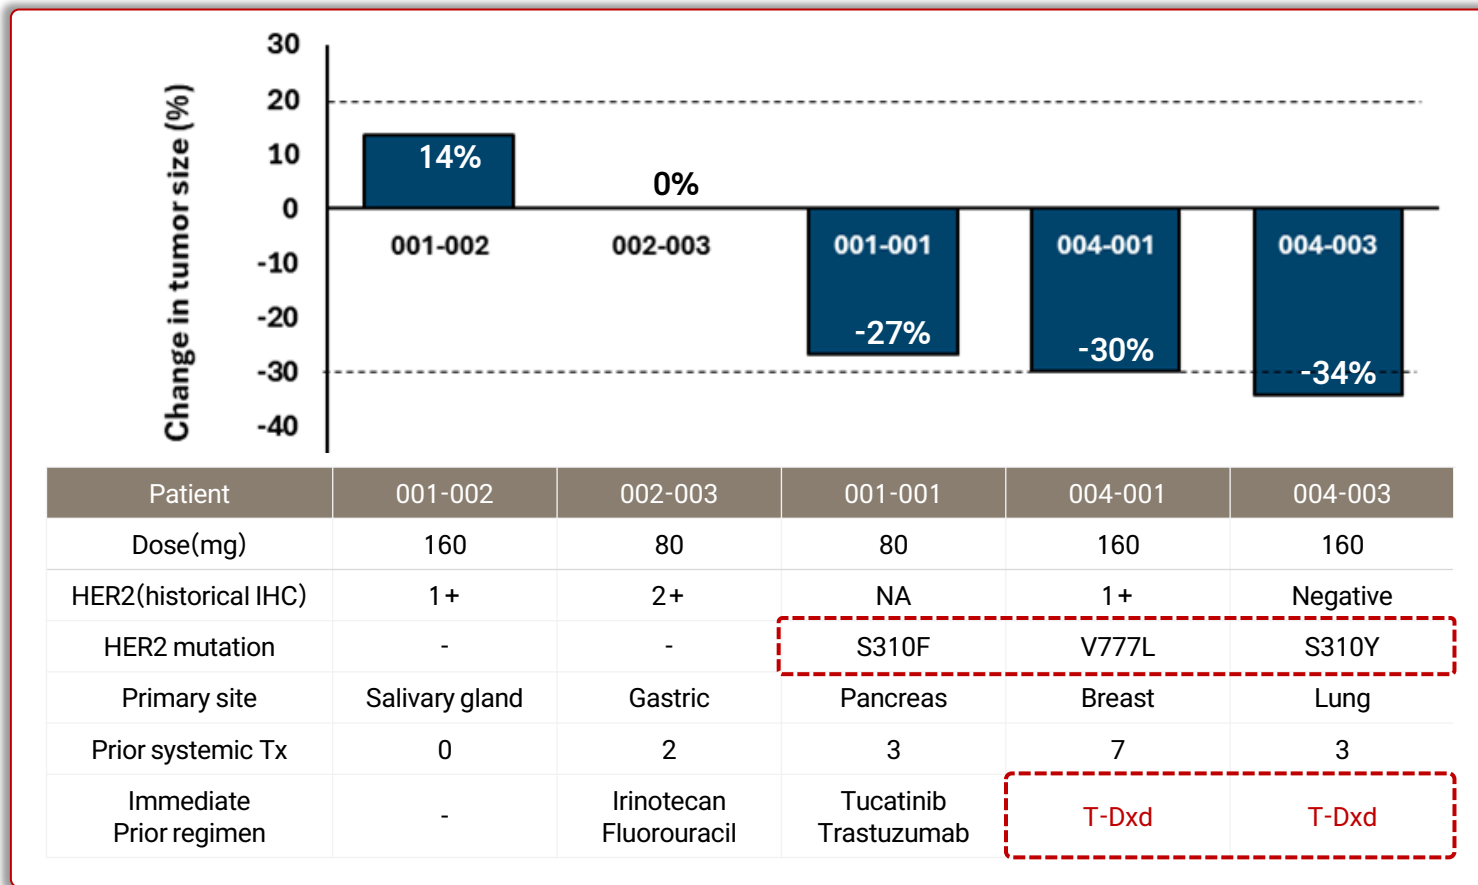 Change in tumor size (%)
30
20
10
0
-10
-20
-30
-40
14%
0%
-27%
-30%
-34%
001-002 002-003 001-001 004-001 004-003
Patient 001-002 002-003 001-001 004-001 004-003
Dose(mg) 160 80 80 160 160
HER2(historical IHC) 1+ 2+ NA 1+ Negative
HER2 mutation - - S310F V777L S310Y
Primary site Salivary gland Gastric Pancreas Breast Lung
Prior systemic Tx 0 2 3 7 3
Immediate
Prior regimen
-
Irinotecan
Fluorouracil
Tucatinib
Trastuzumab
T-Dxd
T-Dxd